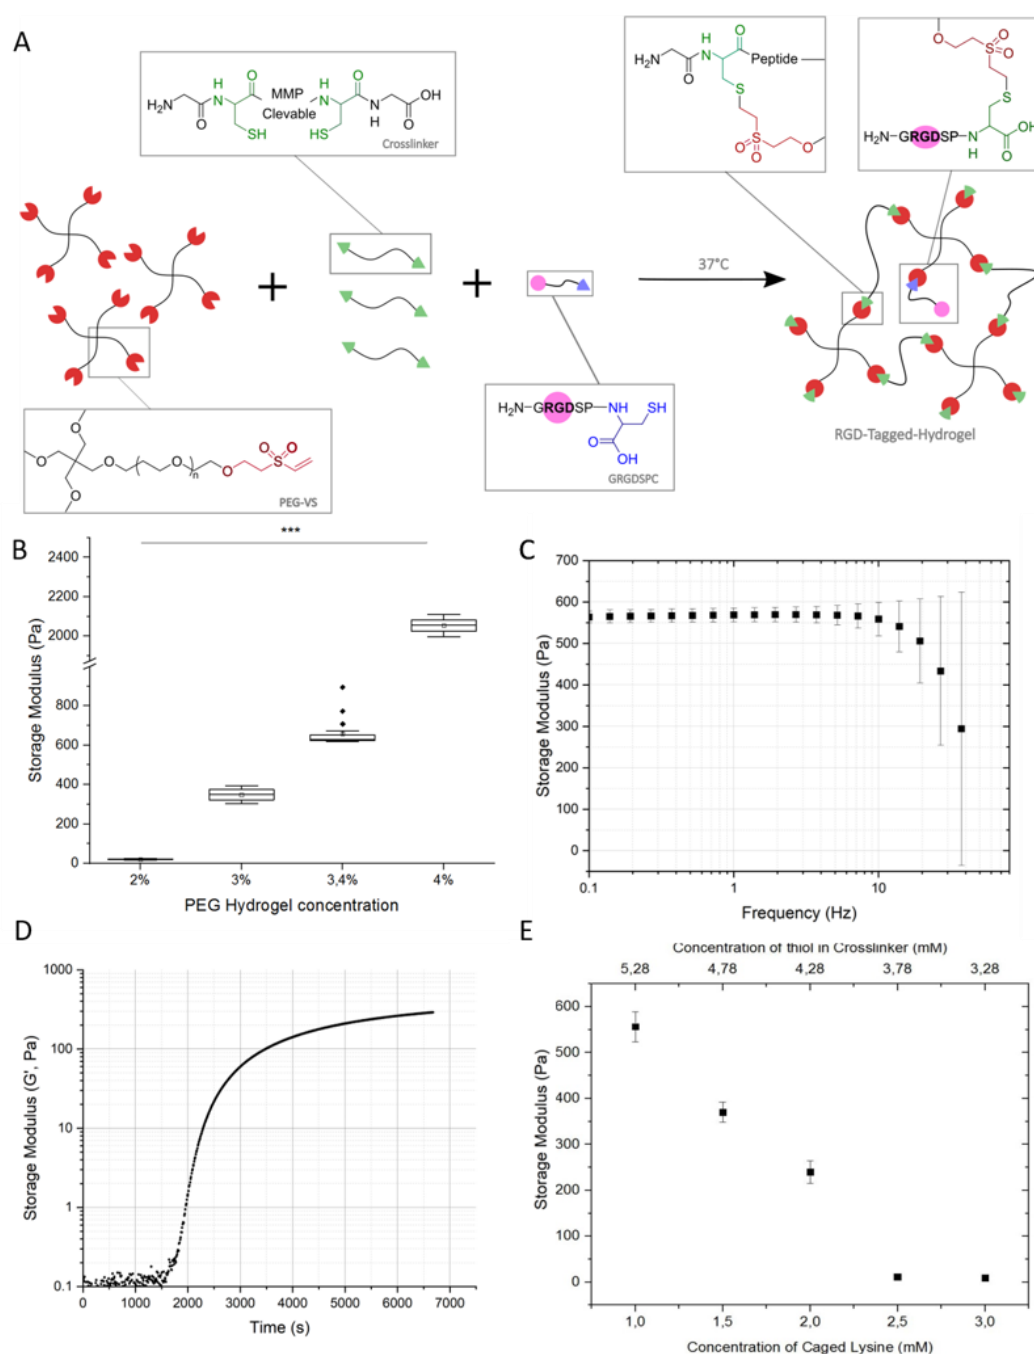 A
H₂N
O
H
N
O
SH
MMP
Clevable
H
N
SH
O
N
H
O
OH
Crosslinker
H₂N
O
H
N
O
Peptide
S
O
S
O
O
O
O
S
O
S
H₂N-GRGDSP-N
H
O
OH
+
+
37°C
O
O
O
O
O
n
O
O
S
O
PEG-VS
H₂N-GRGDSP-NH
SH
O
OH
GRGDSPC
RGD-Tagged-Hydrogel
B
***
2400
2000
800
600
400
200
0
Storage Modulus (Pa)
2% 3% 3,4% 4%
PEG Hydrogel concentration
C
700
600
500
400
300
200
100
0
Storage Modulus (Pa)
0.1 1 10
Frequency (Hz)
D
1000
100
10
1
0.1
Storage Modulus (G', Pa)
0 1000 2000 3000 4000 5000 6000 7000
Time (s)
E
Concentration of thiol in Crosslinker (mM)
5,28 4,78 4,28 3,78 3,28
600
500
400
300
200
100
0
Storage Modulus (Pa)
1,0 1,5 2,0 2,5 3,0
Concentration of Caged Lysine (mM)